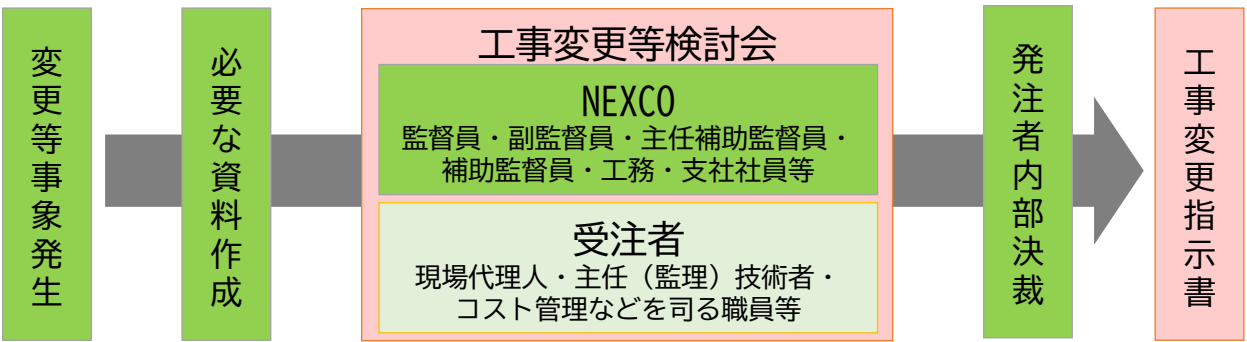 変更等事象発生
必要な資料作成
工事変更等検討会
NEXCO
監督員・副監督員・主任補助監督員・
補助監督員・工務・支社社員等
受注者
現場代理人・主任（監理）技術者・
コスト管理などを司る職員等
発注者内部決裁
工事変更指示書